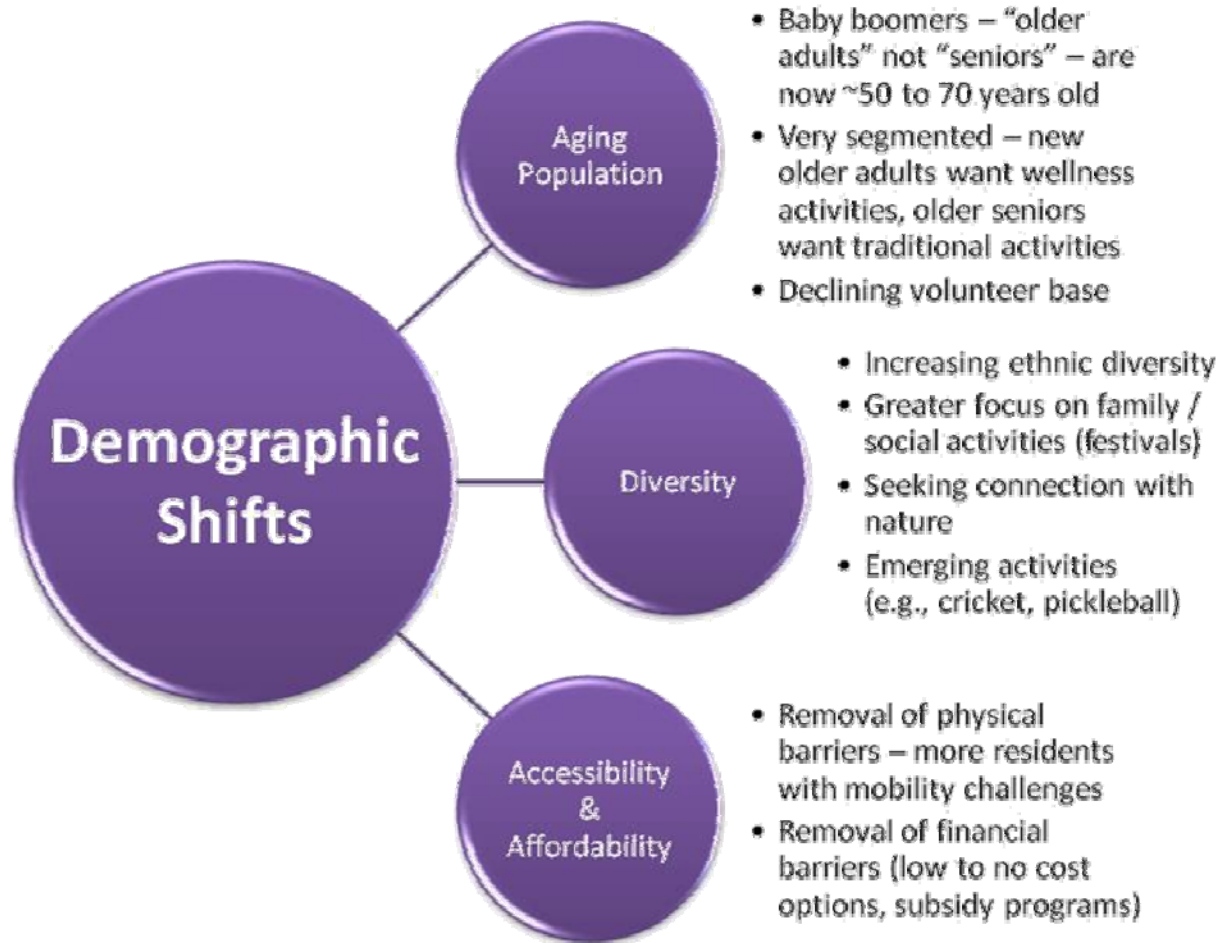 Demographic
Shifts
Aging
Population
• Baby boomers – “older
adults” not “seniors” – are
now ~50 to 70 years old
• Very segmented – new
older adults want wellness
activities, older seniors
want traditional activities
• Declining volunteer base
Diversity
• Increasing ethnic diversity
• Greater focus on family /
social activities (festivals)
• Seeking connection with
nature
• Emerging activities
(e.g., cricket, pickleball)
Accessibility
&
Affordability
• Removal of physical
barriers – more residents
with mobility challenges
• Removal of financial
barriers (low to no cost
options, subsidy programs)